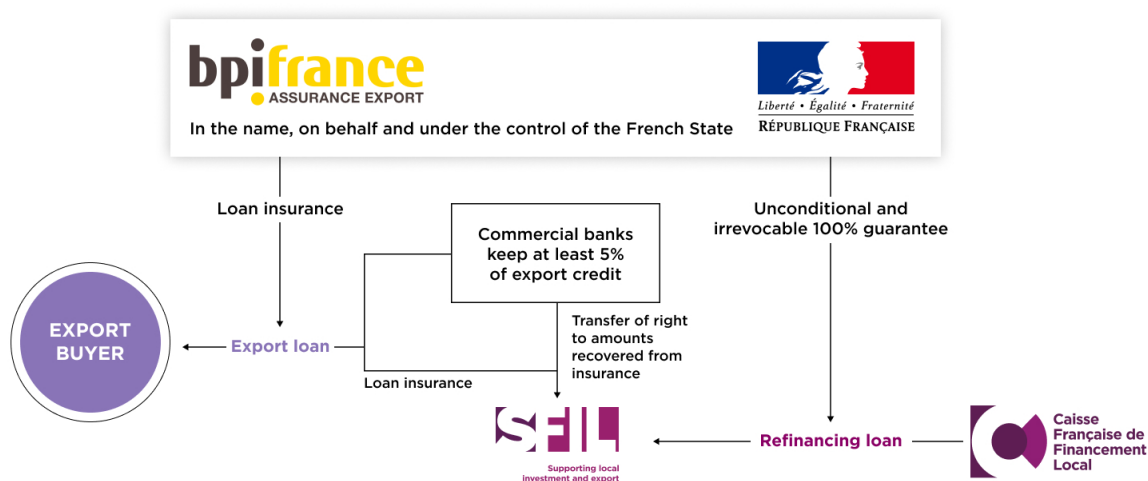 bpifrance
ASSURANCE EXPORT
In the name, on behalf and under the control of the French State
Liberté • Égalité • Fraternité
RÉPUBLIQUE FRANÇAISE
Loan insurance
Commercial banks
keep at least 5%
of export credit
Unconditional and
irrevocable 100% guarantee
EXPORT
BUYER
Export loan
Transfer of right
to amounts
recovered from
insurance
Loan insurance
SFIL
Supporting local
investment and export
Refinancing loan
Caisse
Française de
Financement
Local